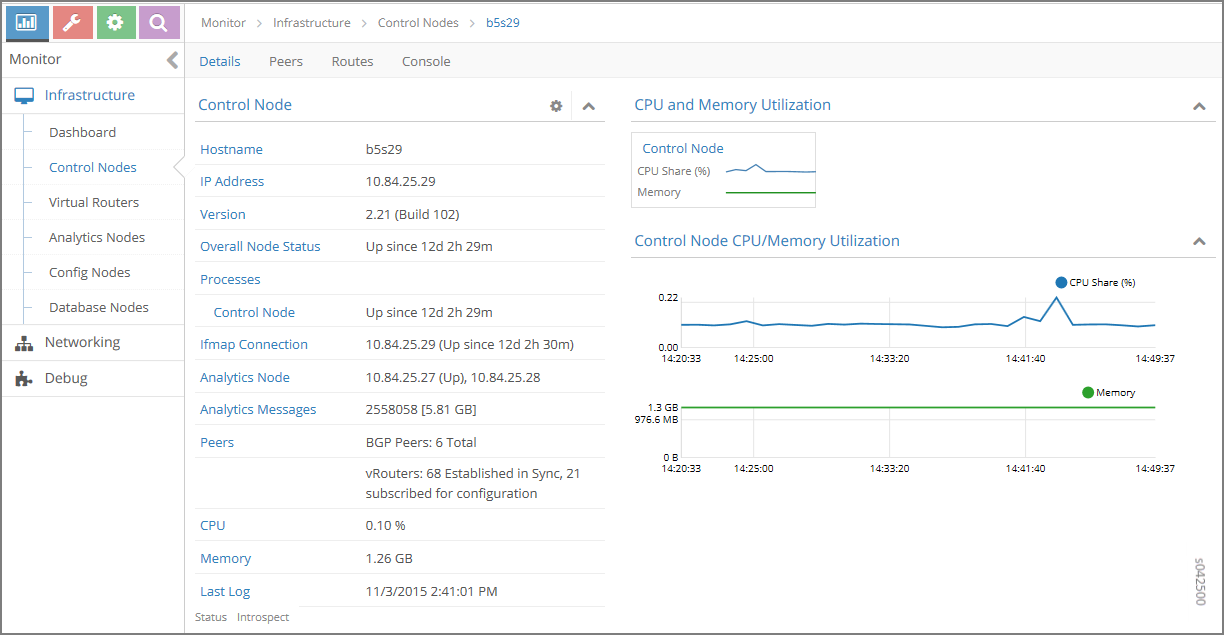 Monitor > Infrastructure > Control Nodes > b5s29
Monitor
Infrastructure
Dashboard
Control Nodes
Virtual Routers
Analytics Nodes
Config Nodes
Database Nodes
Networking
Debug
Details Peers Routes Console
Control Node
Hostname b5s29
IP Address 10.84.25.29
Version 2.21 (Build 102)
Overall Node Status Up since 12d 2h 29m
Processes
Control Node Up since 12d 2h 29m
Ifmap Connection 10.84.25.29 (Up since 12d 2h 30m)
Analytics Node 10.84.25.27 (Up), 10.84.25.28
Analytics Messages 2558058 [5.81 GB]
Peers BGP Peers: 6 Total
vRouters: 68 Established in Sync, 21
subscribed for configuration
CPU 0.10 %
Memory 1.26 GB
Last Log 11/3/2015 2:41:01 PM
Status Introspect
CPU and Memory Utilization
Control Node
CPU Share (%)
Memory
Control Node CPU/Memory Utilization
CPU Share (%)
0.22
0.00
14:20:33 14:25:00 14:33:20 14:41:40 14:49:37
Memory
1.3 GB
976.6 MB
0 B
14:20:33 14:25:00 14:33:20 14:41:40 14:49:37
s042500